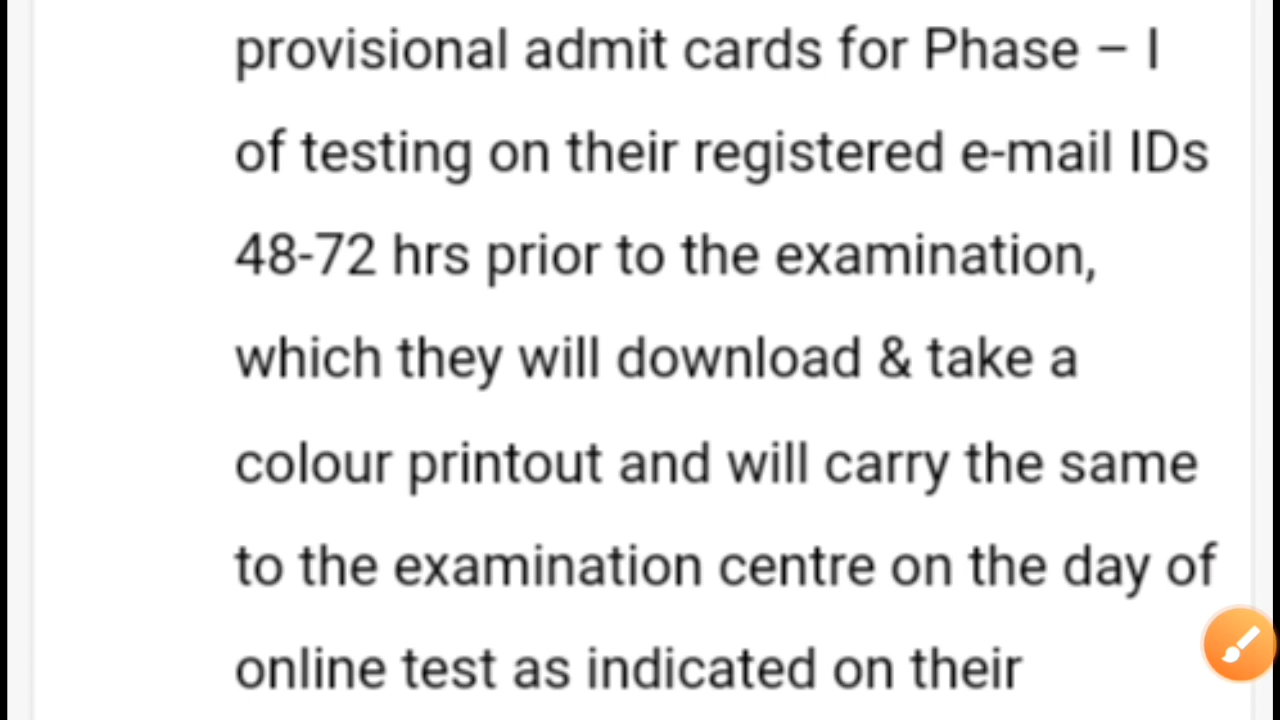 provisional admit cards for Phase – I
of testing on their registered e-mail IDs
48-72 hrs prior to the examination,
which they will download & take a
colour printout and will carry the same
to the examination centre on the day of
online test as indicated on their